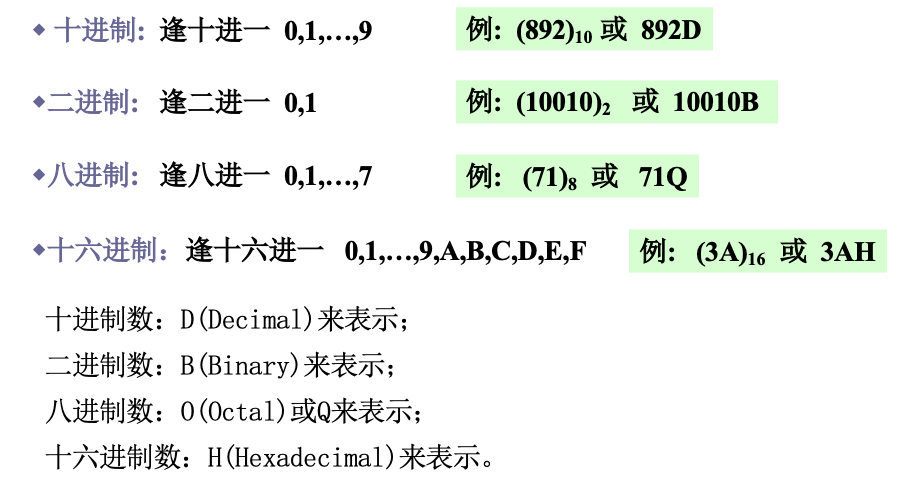 ◆ 十进制: 逢十进一 0,1,…,9 例: (892)₁₀ 或 892D
◆二进制: 逢二进一 0,1 例: (10010)₂ 或 10010B
◆八进制: 逢八进一 0,1,…,7 例: (71)₈ 或 71Q
◆十六进制: 逢十六进一 0,1,…,9,A,B,C,D,E,F 例: (3A)₁₆ 或 3AH
十进制数: D(Decimal)来表示;
二进制数: B(Binary)来表示;
八进制数: O(Octal)或Q来表示;
十六进制数: H(Hexadecimal)来表示。